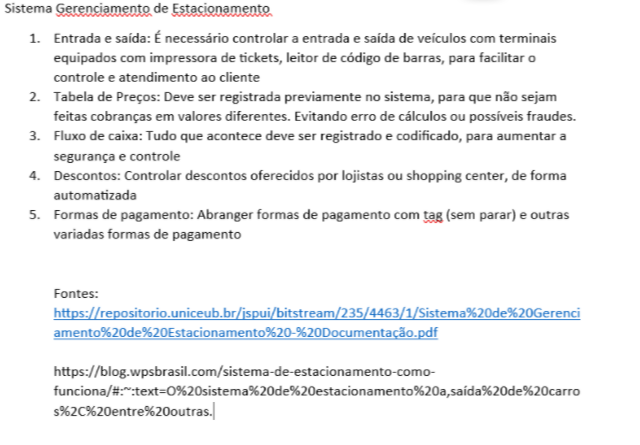 Sistema Gerenciamento de Estacionamento
1. Entrada e saída: É necessário controlar a entrada e saída de veículos com terminais
equipados com impressora de tickets, leitor de código de barras, para facilitar o
controle e atendimento ao cliente
2. Tabela de Preços: Deve ser registrada previamente no sistema, para que não sejam
feitas cobranças em valores diferentes. Evitando erro de cálculos ou possíveis fraudes.
3. Fluxo de caixa: Tudo que acontece deve ser registrado e codificado, para aumentar a
segurança e controle
4. Descontos: Controlar descontos oferecidos por lojistas ou shopping center, de forma
automatizada
5. Formas de pagamento: Abranger formas de pagamento com tag (sem parar) e outras
variadas formas de pagamento
Fontes:
https://repositorio.uniceub.br/jspui/bitstream/235/4463/1/Sistema%20de%20Gerenci
amento%20de%20Estacionamento%20-%20Documentação.pdf
https://blog.wpsbrasil.com/sistema-de-estacionamento-como-
funciona/#:~:text=O%20sistema%20de%20estacionamento%20a,saída%20de%20carro
s%2C%20entre%20outras.